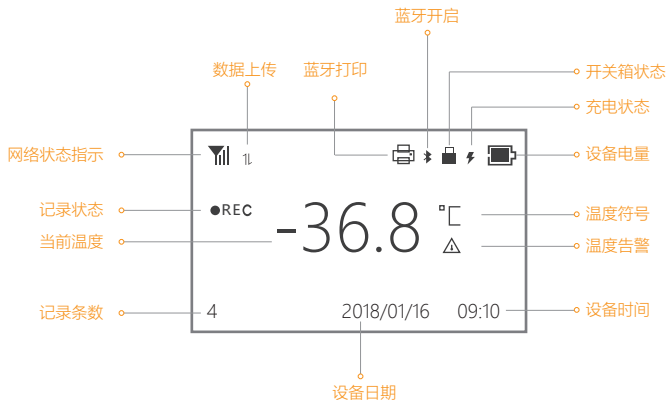 蓝牙开启
数据上传
蓝牙打印
开关箱状态
充电状态
网络状态指示
设备电量
记录状态
●REC
温度符号
当前温度
-36.8
℃
温度告警
记录条数
4
2018/01/16
09:10
设备时间
设备日期